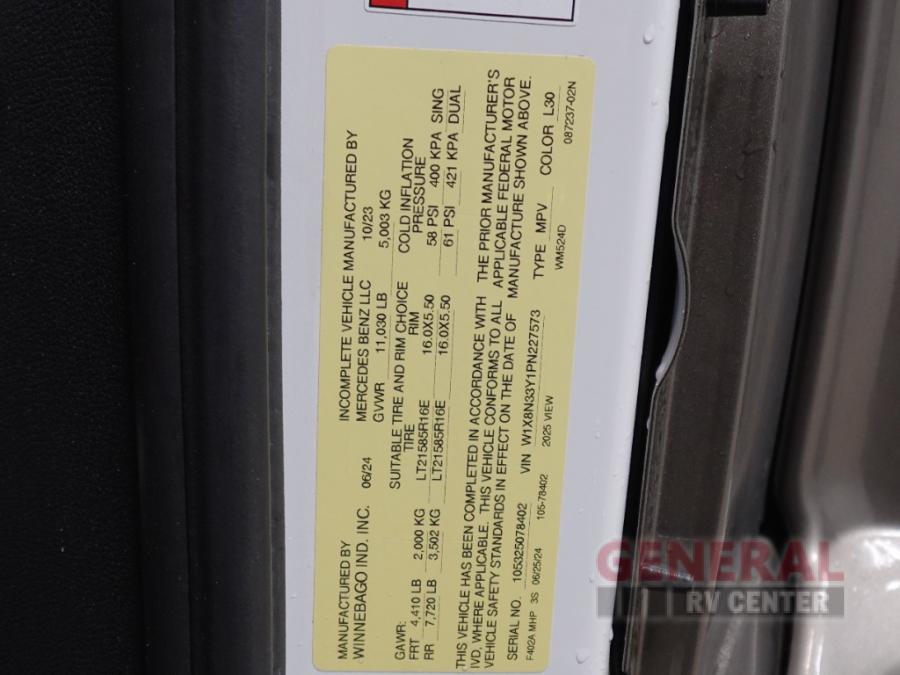 MANUFACTURED BY
WINNEBAGO IND. INC. 06/24
INCOMPLETE VEHICLE MANUFACTURED BY
MERCEDES BENZ LLC 10/23
GVWR 11,030 LB 5,003 KG
SUITABLE TIRE AND RIM CHOICE COLD INFLATION
GAWR: TIRE RIM PRESSURE
FRT 4,410 LB 2,000 KG LT21585R16E 16.0X5.50 58 PSI 400 KPA SING
RR 7,720 LB 3,502 KG LT21585R16E 16.0X5.50 61 PSI 421 KPA DUAL
THIS VEHICLE HAS BEEN COMPLETED IN ACCORDANCE WITH THE PRIOR MANUFACTURER'S
IVD, WHERE APPLICABLE. THIS VEHICLE CONFORMS TO ALL APPLICABLE FEDERAL MOTOR
VEHICLE SAFETY STANDARDS IN EFFECT ON THE DATE OF MANUFACTURE SHOWN ABOVE.
SERIAL NO. 105325078402 VIN W1X8N33Y1PN227573 TYPE MPV COLOR L30
F402A MHP 3S 06/25/24 105-78402 2025 VIEW WM524D 087237-02N
GENERAL
RV CENTER